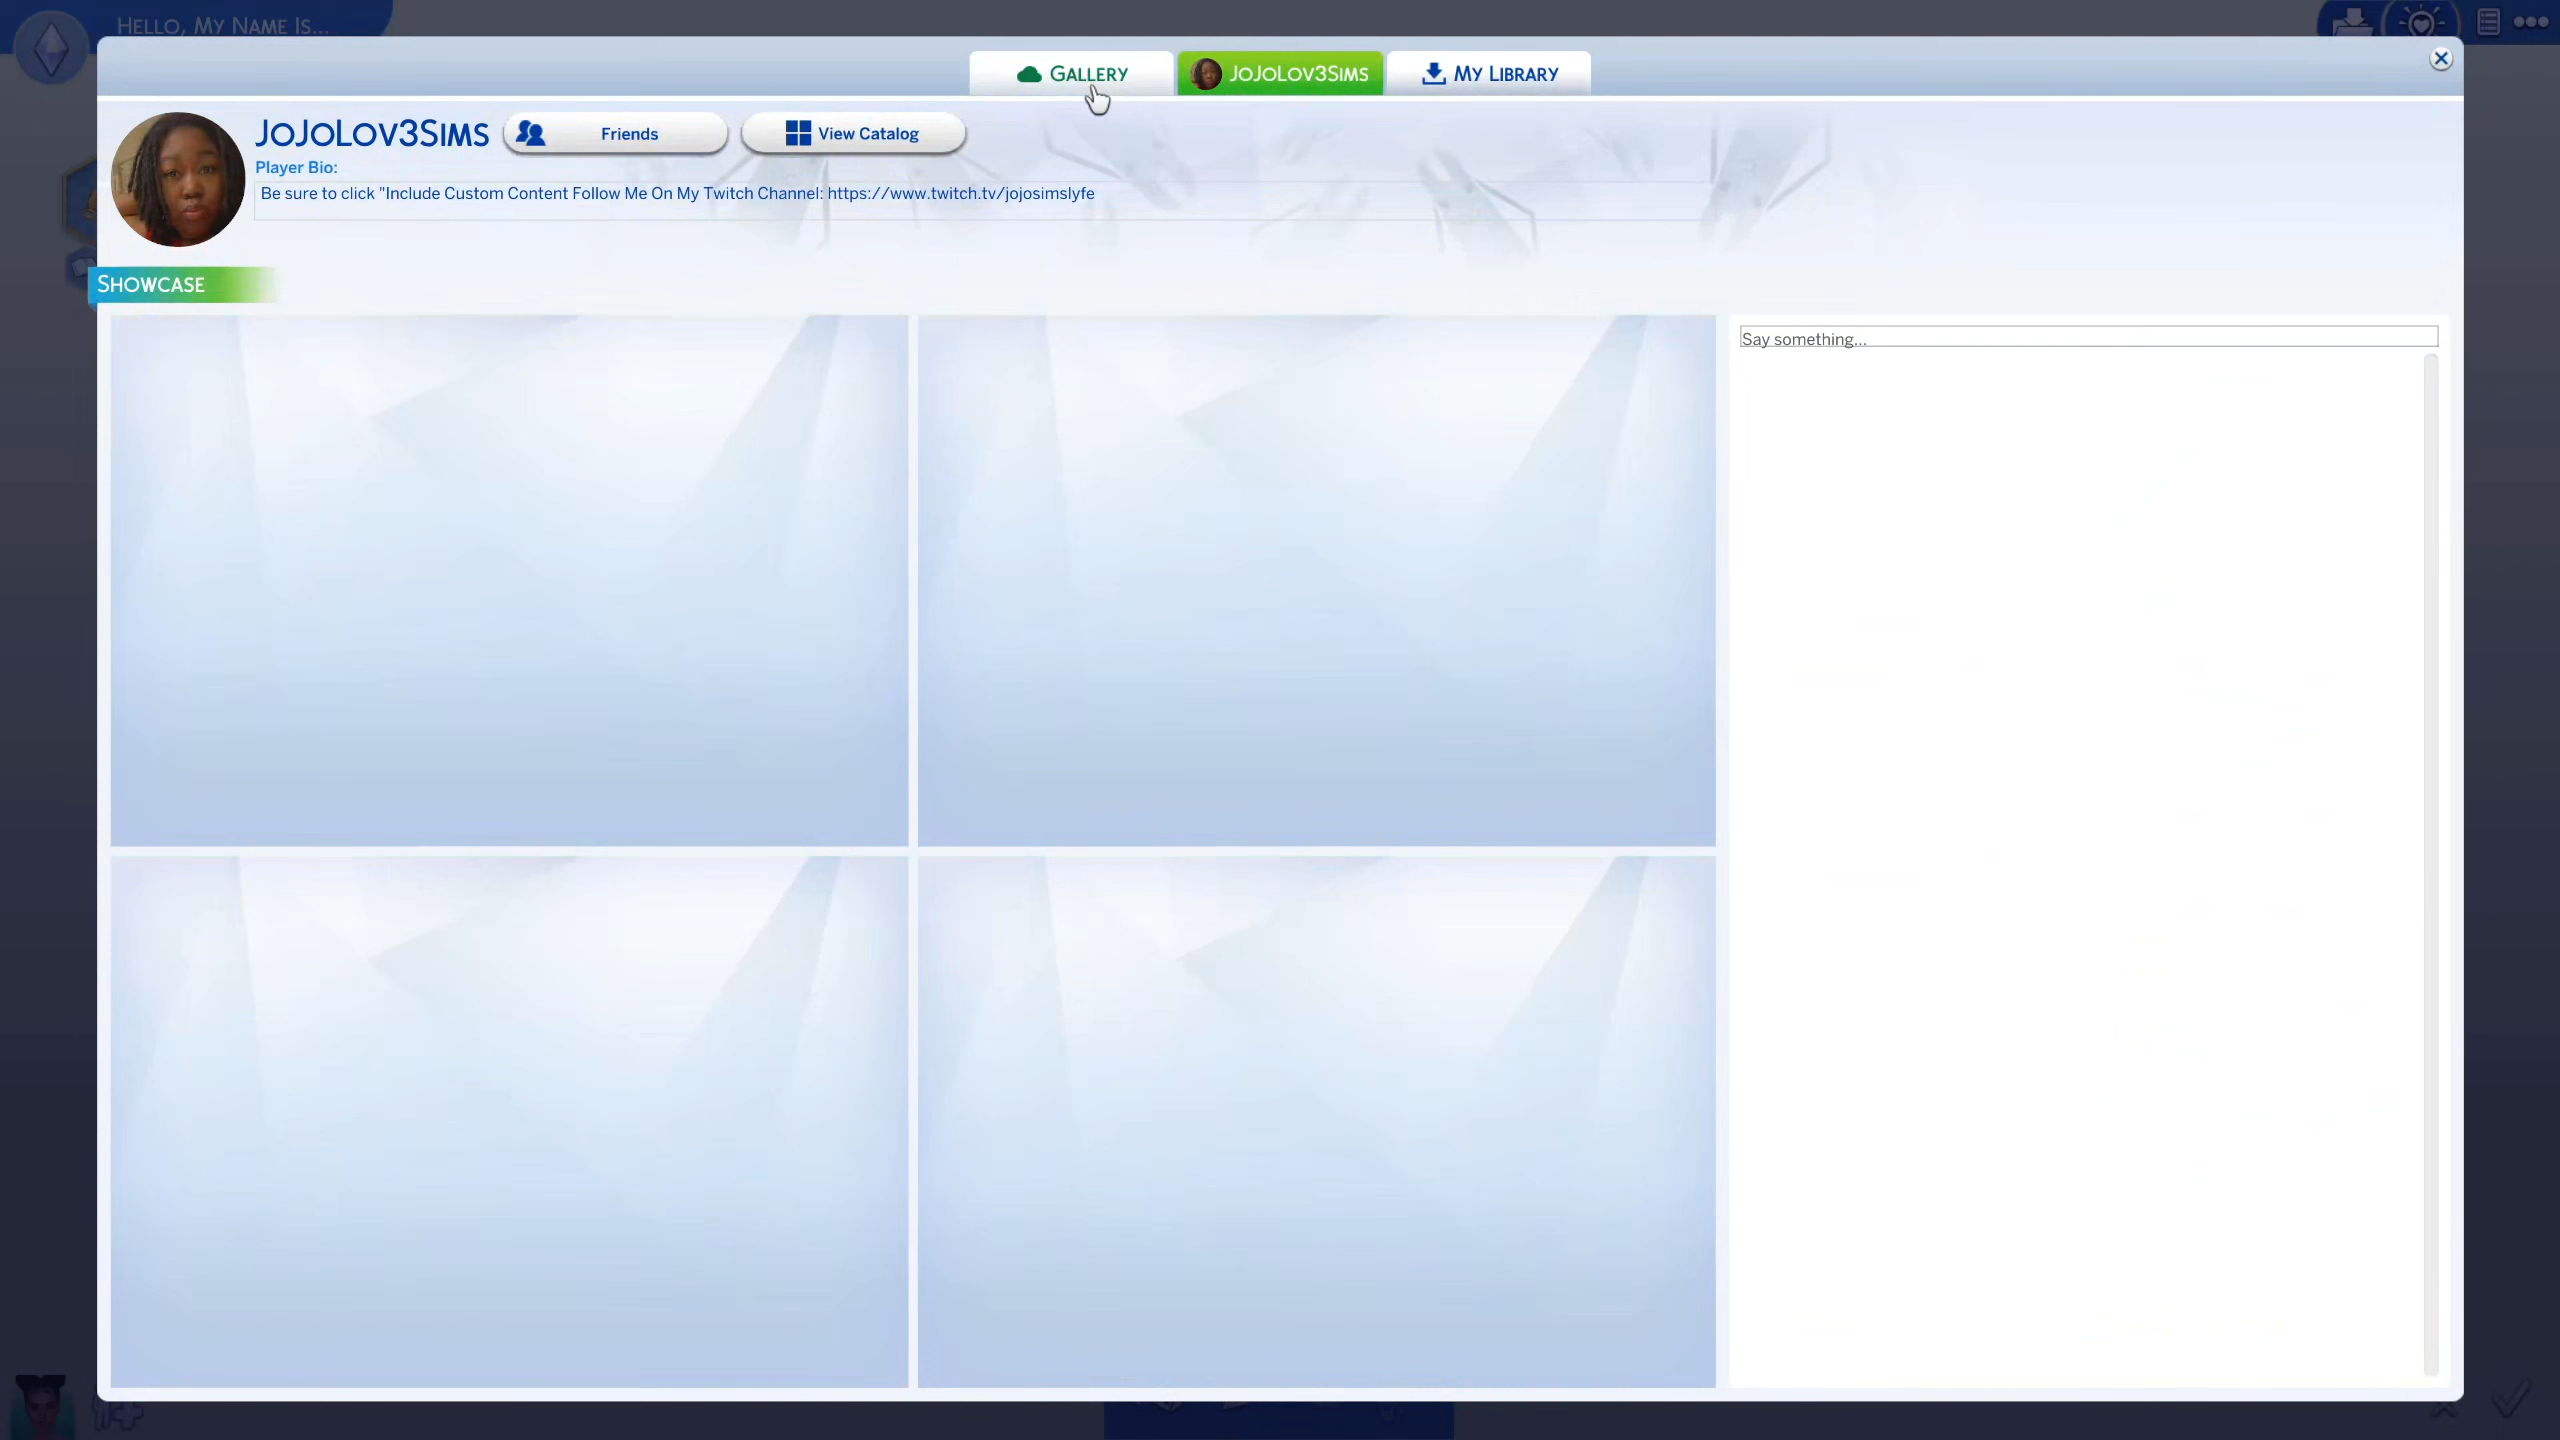 Hello, My Name Is...
Gallery
JoJoLov3Sims
My Library
JoJoLov3Sims
Friends
View Catalog
Player Bio:
Be sure to click "Include Custom Content Follow Me On My Twitch Channel: https://www.twitch.tv/jojosimslyfe
Showcase
Say something...